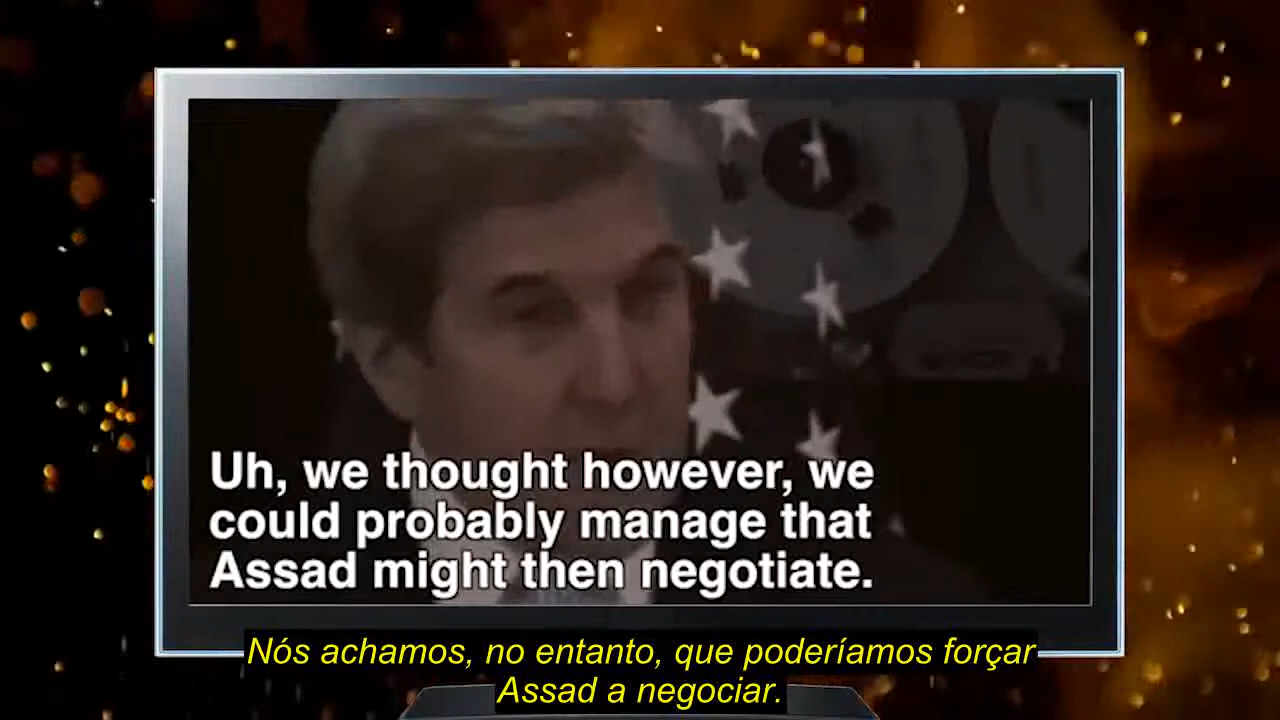 Uh, we thought however, we
could probably manage that
Assad might then negotiate.
Nós achamos, no entanto, que poderíamos forçar
Assad a negociar.